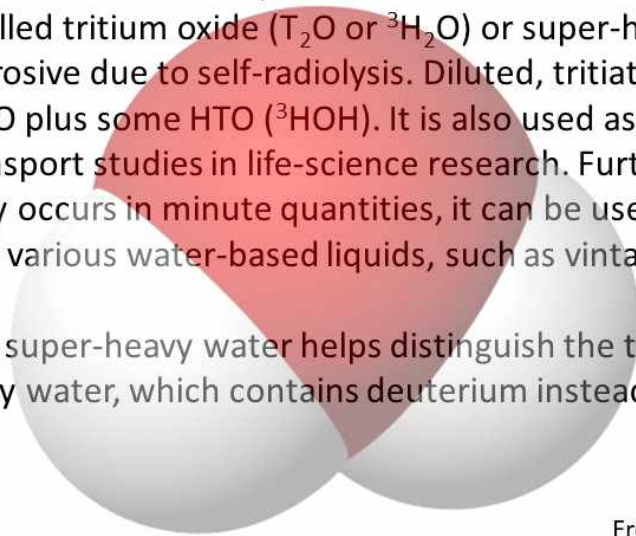 lled tritium oxide (T₂O or ³H₂O) or super-h
rosive due to self-radiolysis. Diluted, tritiat
O plus some HTO (³HOH). It is also used as
nsport studies in life-science research. Furt
y occurs in minute quantities, it can be use
various water-based liquids, such as vinta
super-heavy water helps distinguish the t
y water, which contains deuterium instead
Fr